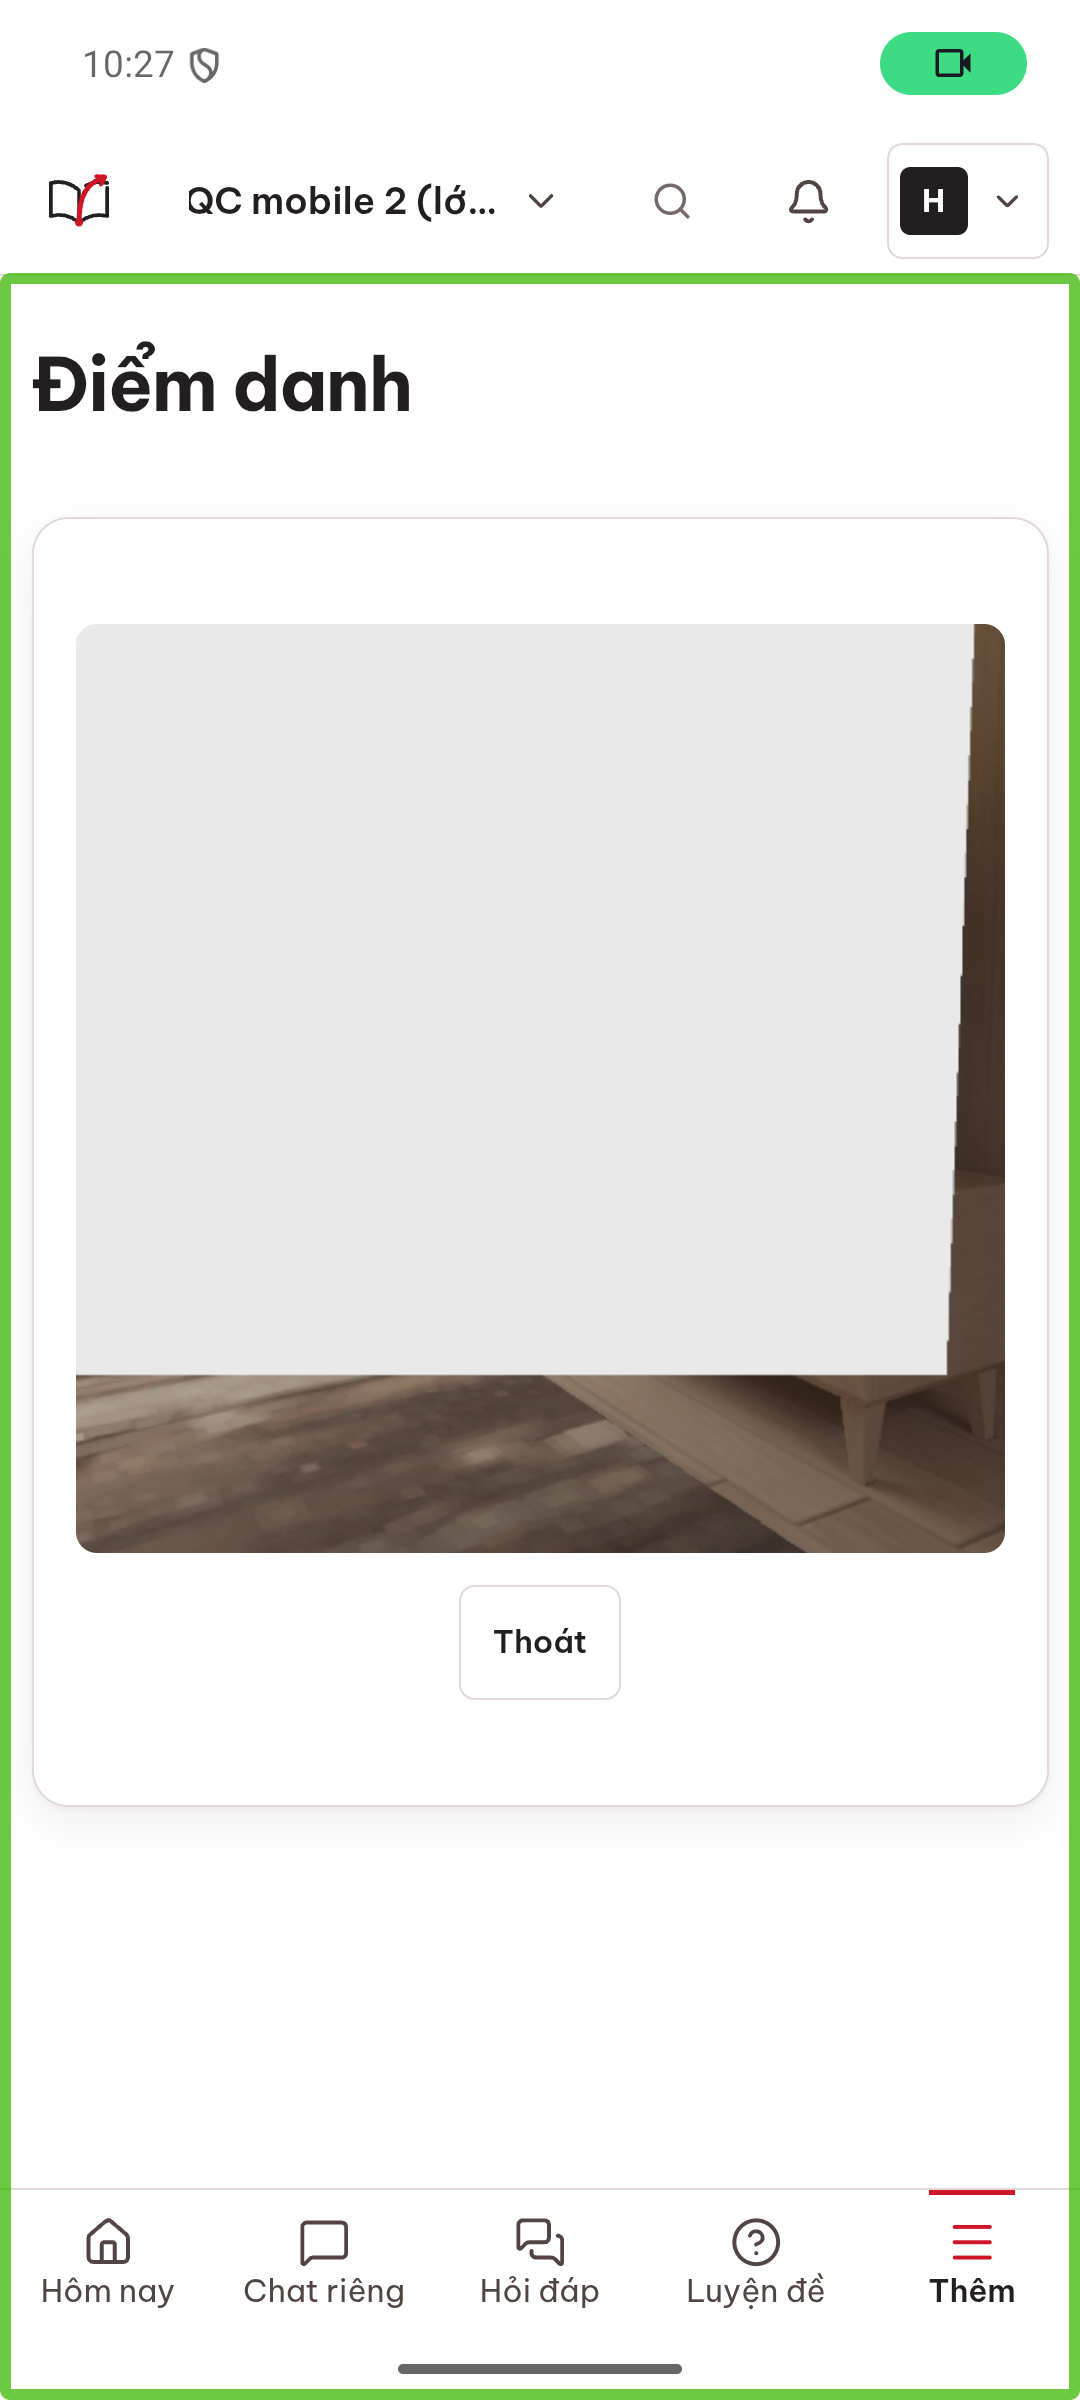 10:27
QC mobile 2 (lớ...
H
Điểm danh
Thoát
Hôm nay
Chat riêng
Hỏi đáp
Luyện đề
Thêm